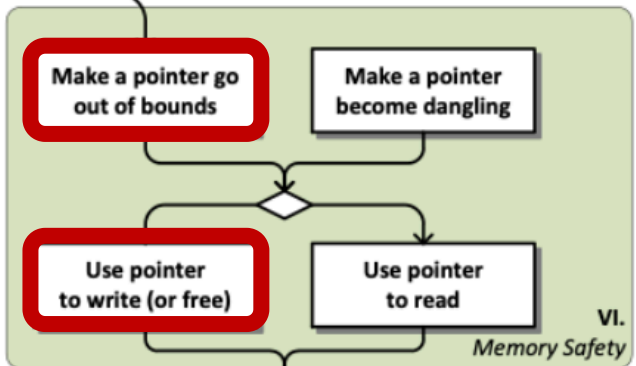 Make a pointer go
out of bounds
Make a pointer
become dangling
Use pointer
to write (or free)
Use pointer
to read
VI.
Memory Safety